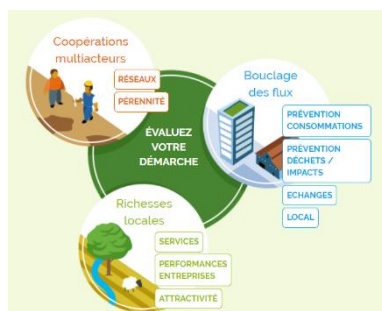 Coopérations
multiacteurs
RÉSEAUX
PÉRENNITÉ
Bouclage
des flux
PRÉVENTION
CONSOMMATIONS
PRÉVENTION
DÉCHETS /
IMPACTS
ECHANGES
LOCAL
ÉVALUEZ
VOTRE
DÉMARCHE
Richesses
locales
SERVICES
PERFORMANCES
ENTREPRISES
ATTRACTIVITÉ